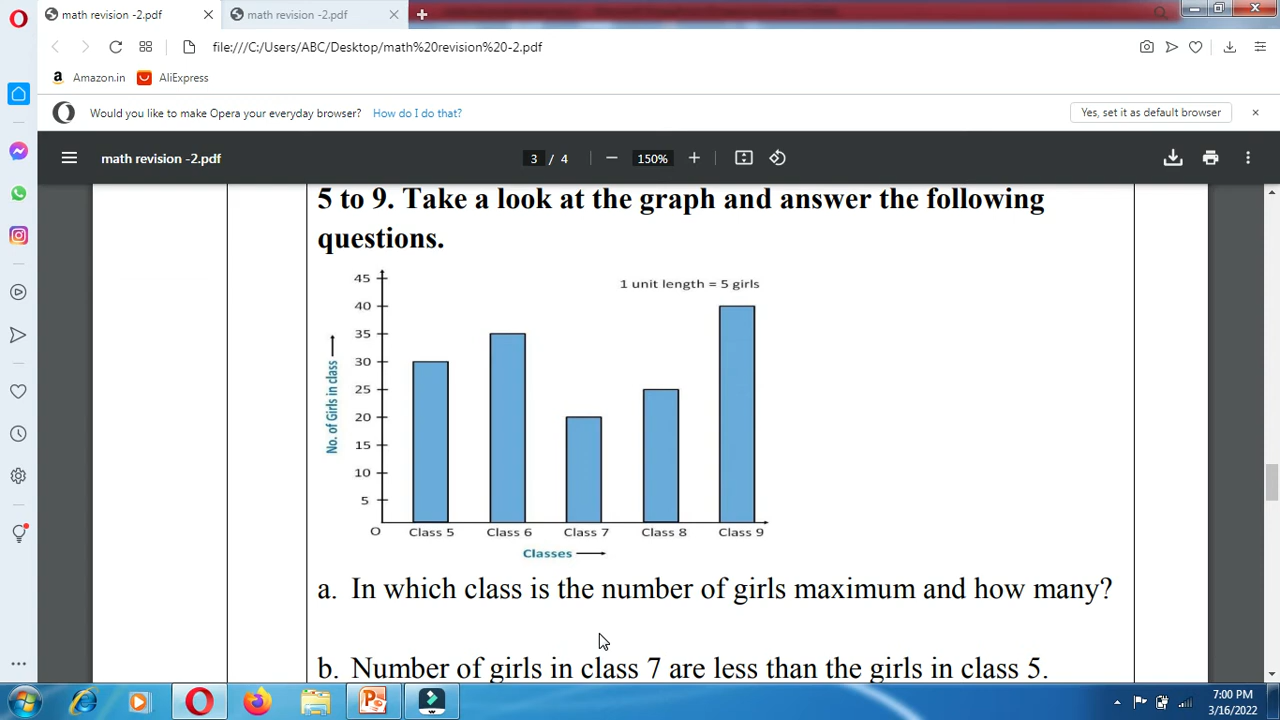 math revision -2.pdf
math revision -2.pdf
file:///C:/Users/ABC/Desktop/math%20revision%20-2.pdf
Amazon.in
AliExpress
Would you like to make Opera your everyday browser? How do I do that?
Yes, set it as default browser
math revision -2.pdf
3 / 4
150%
5 to 9. Take a look at the graph and answer the following
questions.
1 unit length = 5 girls
No. of Girls in class
45
40
35
30
25
20
15
10
5
O
Class 5
Class 6
Class 7
Class 8
Class 9
Classes
a. In which class is the number of girls maximum and how many?
b. Number of girls in class 7 are less than the girls in class 5.
7:00 PM
3/16/2022